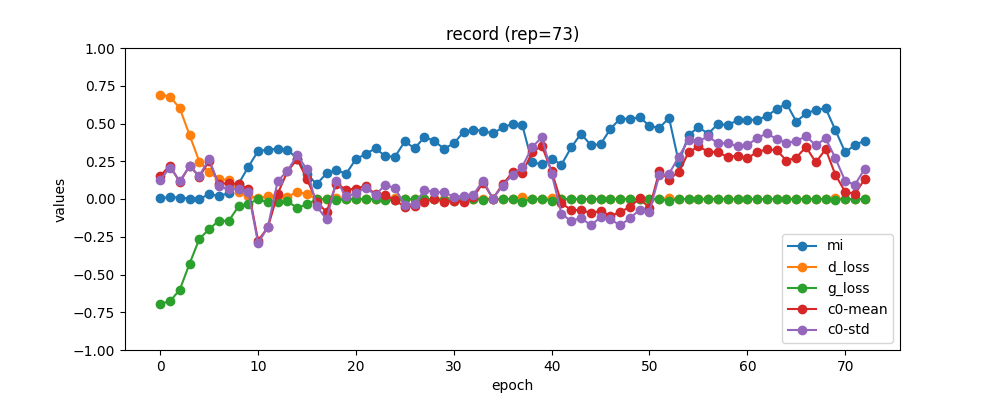 record (rep=73)
1.00
0.75
0.50
0.25
0.00
−0.25
−0.50
−0.75
−1.00
values
0 10 20 30 40 50 60 70
epoch
mi
d_loss
g_loss
c0-mean
c0-std